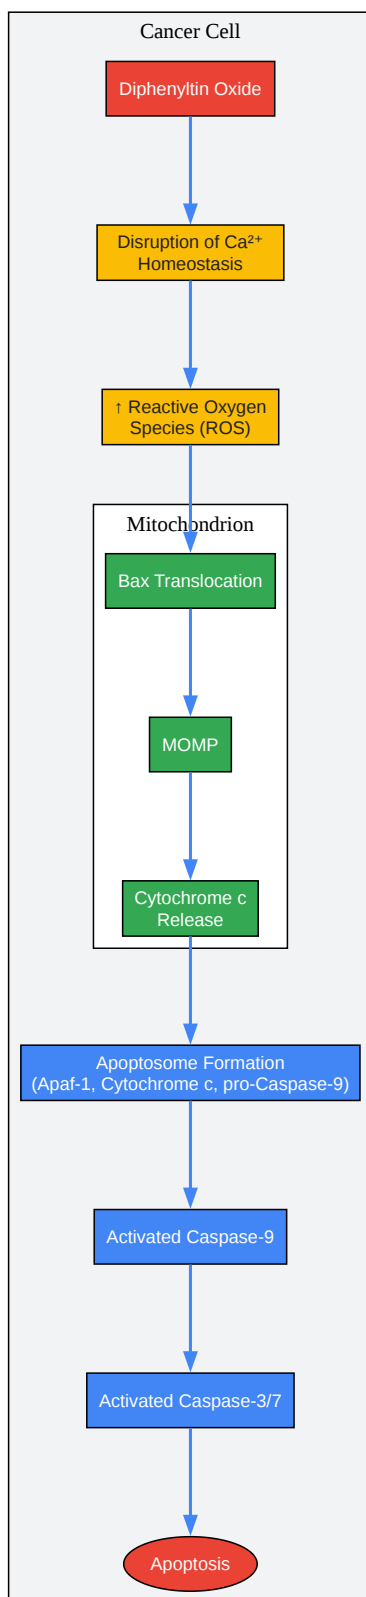 Cancer Cell
Diphenyltin Oxide
Disruption of Ca²⁺
Homeostasis
↑ Reactive Oxygen
Species (ROS)
Mitochondrion
Bax Translocation
MOMP
Cytochrome c
Release
Apoptosome Formation
(Apaf-1, Cytochrome c, pro-Caspase-9)
Activated Caspase-9
Activated Caspase-3/7
Apoptosis